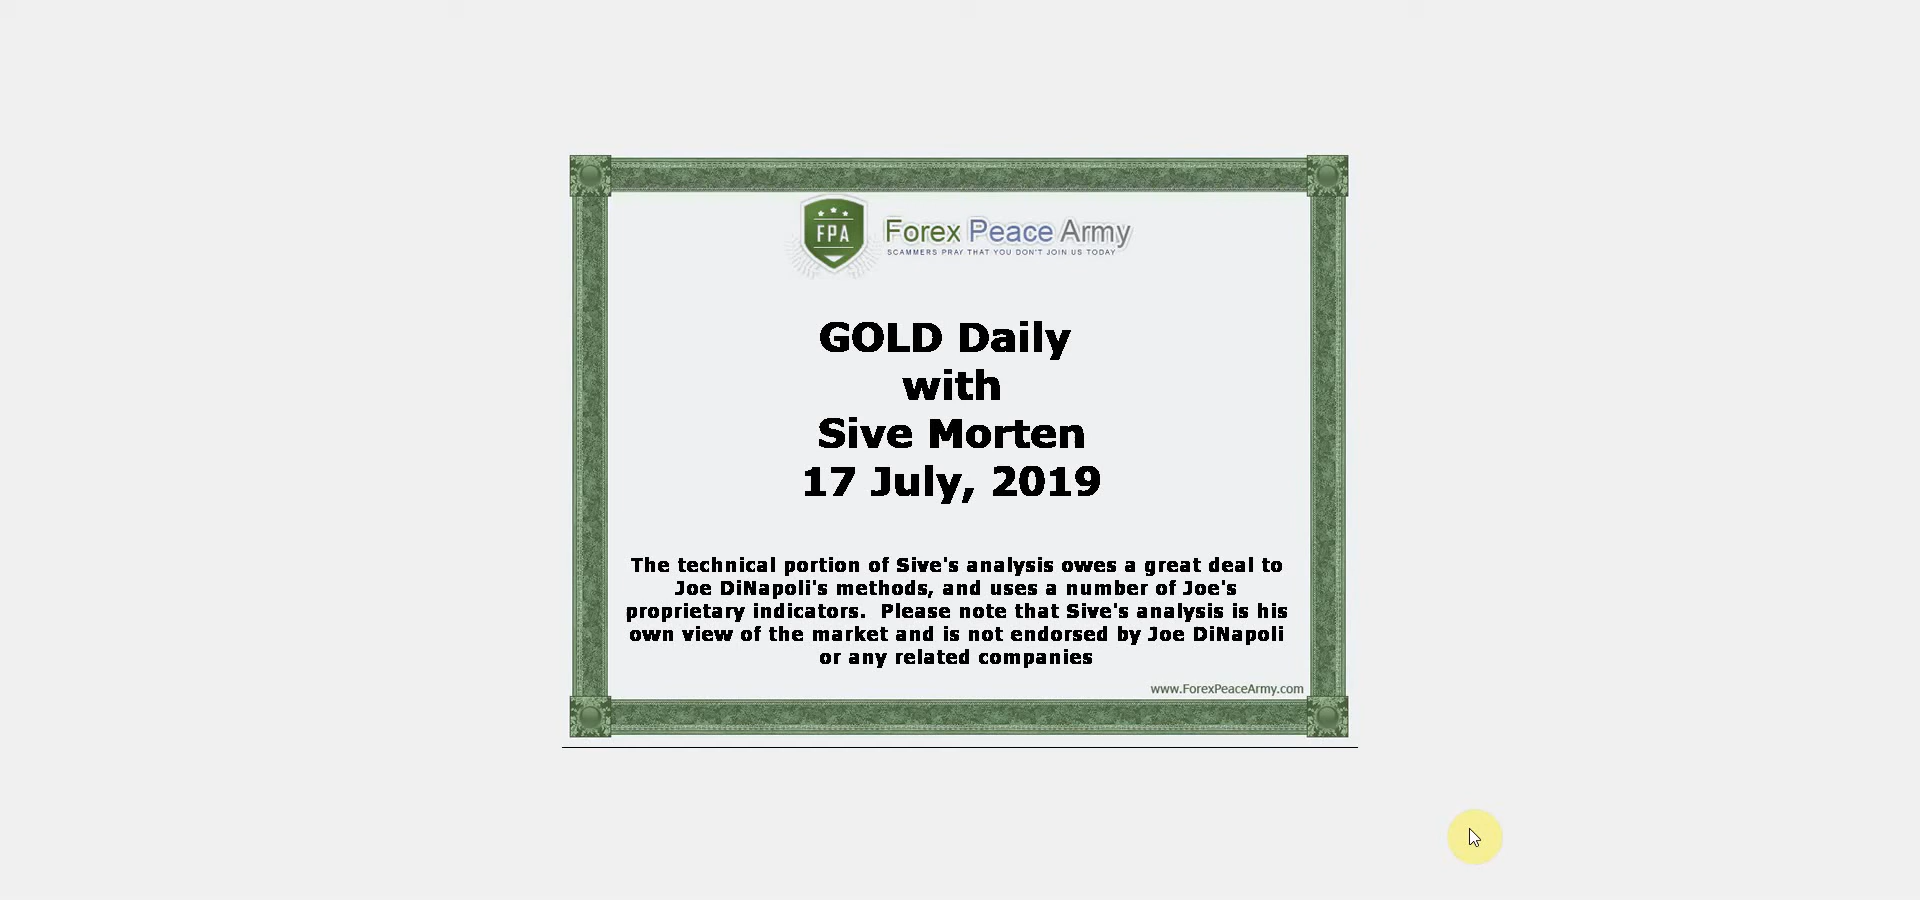 FPA
Forex Peace Army
SCAMMERS PRAY THAT YOU DON'T JOIN US TODAY
GOLD Daily
with
Sive Morten
17 July, 2019
The technical portion of Sive's analysis owes a great deal to
Joe DiNapoli's methods, and uses a number of Joe's
proprietary indicators.  Please note that Sive's analysis is his
own view of the market and is not endorsed by Joe DiNapoli
or any related companies
www.ForexPeaceArmy.com